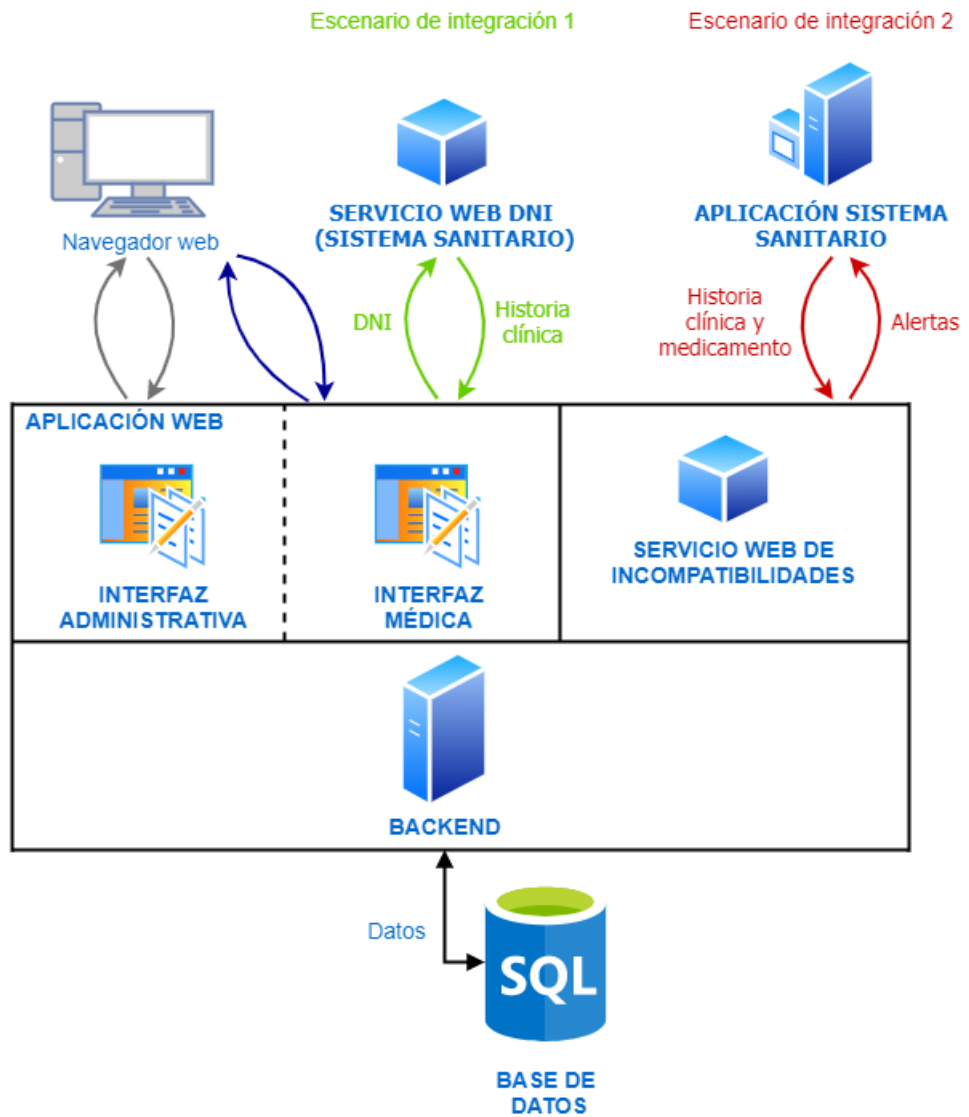 Escenario de integración 1
Escenario de integración 2
Navegador web
SERVICIO WEB DNI
(SISTEMA SANITARIO)
APLICACIÓN SISTEMA
SANITARIO
DNI
Historia
clínica
Historia
clínica y
medicamento
Alertas
APLICACIÓN WEB
INTERFAZ
ADMINISTRATIVA
INTERFAZ
MÉDICA
SERVICIO WEB DE
INCOMPATIBILIDADES
BACKEND
Datos
SQL
BASE DE
DATOS